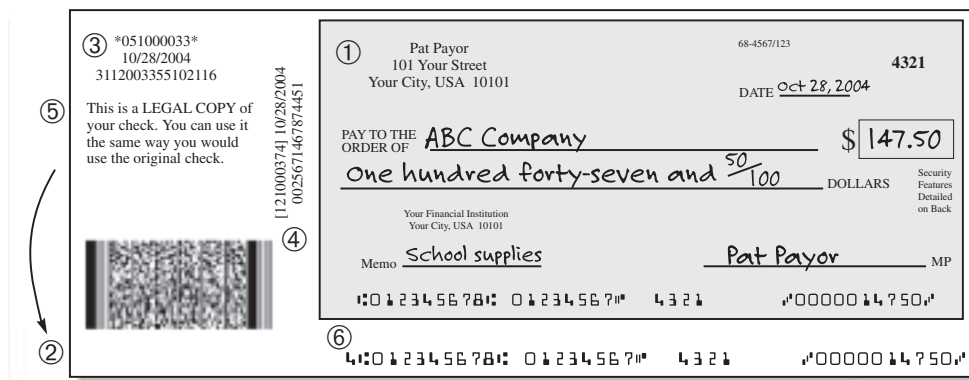 ③ *051000033*
10/28/2004
3112003355102116
⑤
This is a LEGAL COPY of
your check. You can use it
the same way you would
use the original check.
②
[121000374] 10/28/2004
0025671467874451
④
①
Pat Payor
101 Your Street
Your City, USA 10101
68-4567/123
4321
DATE Oct 28, 2004
PAY TO THE
ORDER OF ABC Company $ 147.50
One hundred forty-seven and 50/100 DOLLARS
Security
Features
Detailed
on Back
Your Financial Institution
Your City, USA 10101
Memo School supplies Pat Payor MP
⑆012345678⑆ 01234567⑈ 4321 ⑇0000014750⑇
⑥
4⑆012345678⑆ 01234567⑈ 4321 ⑇0000014750⑇